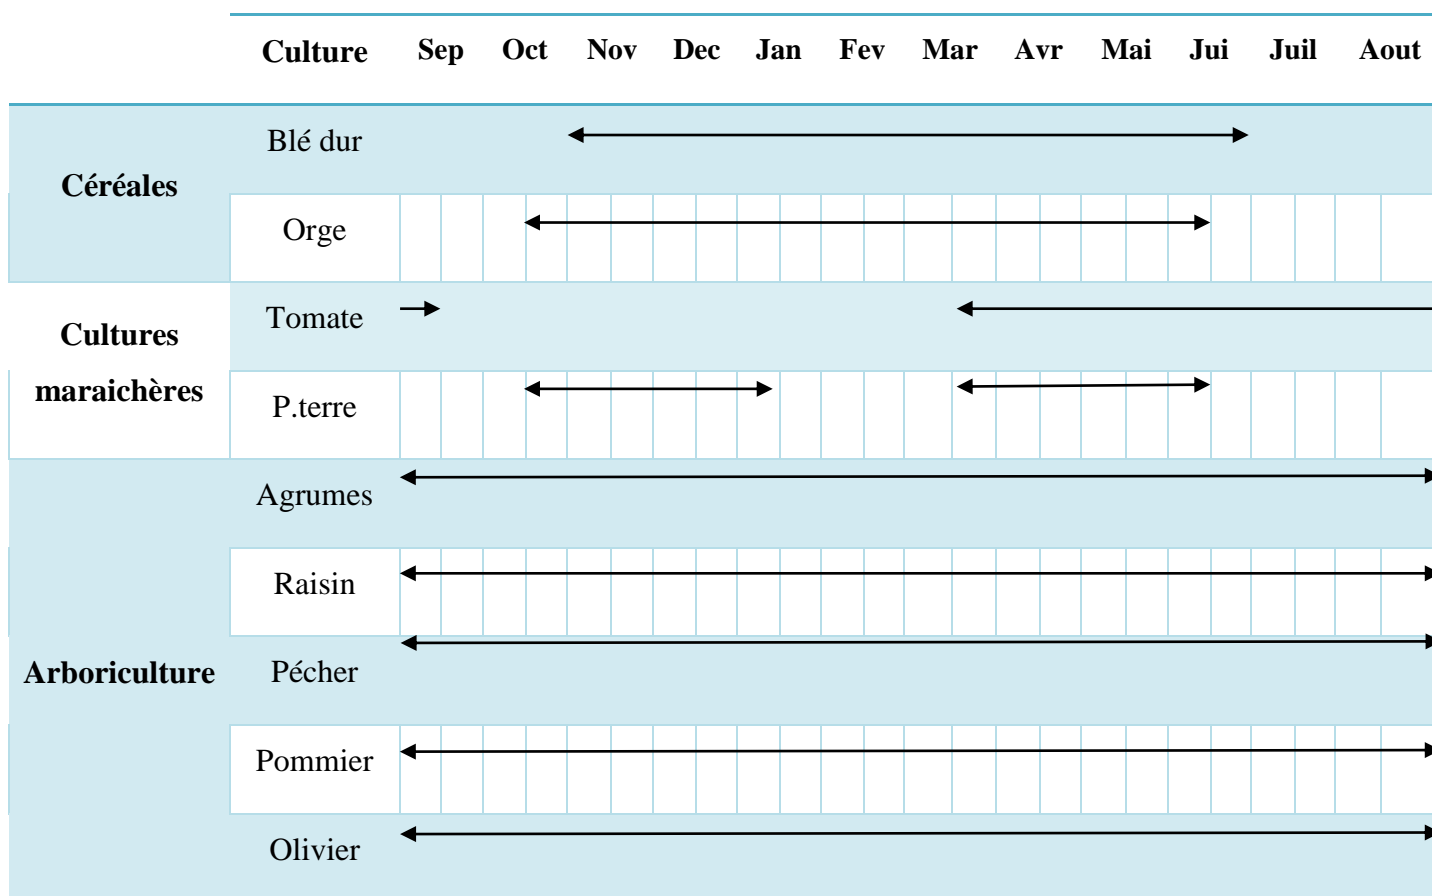 Culture Sep Oct Nov Dec Jan Fev Mar Avr Mai Jui Juil Aout
Céréales
Blé dur
Orge
Cultures
maraichères
Tomate
P.terre
Arboriculture
Agrumes
Raisin
Pécher
Pommier
Olivier